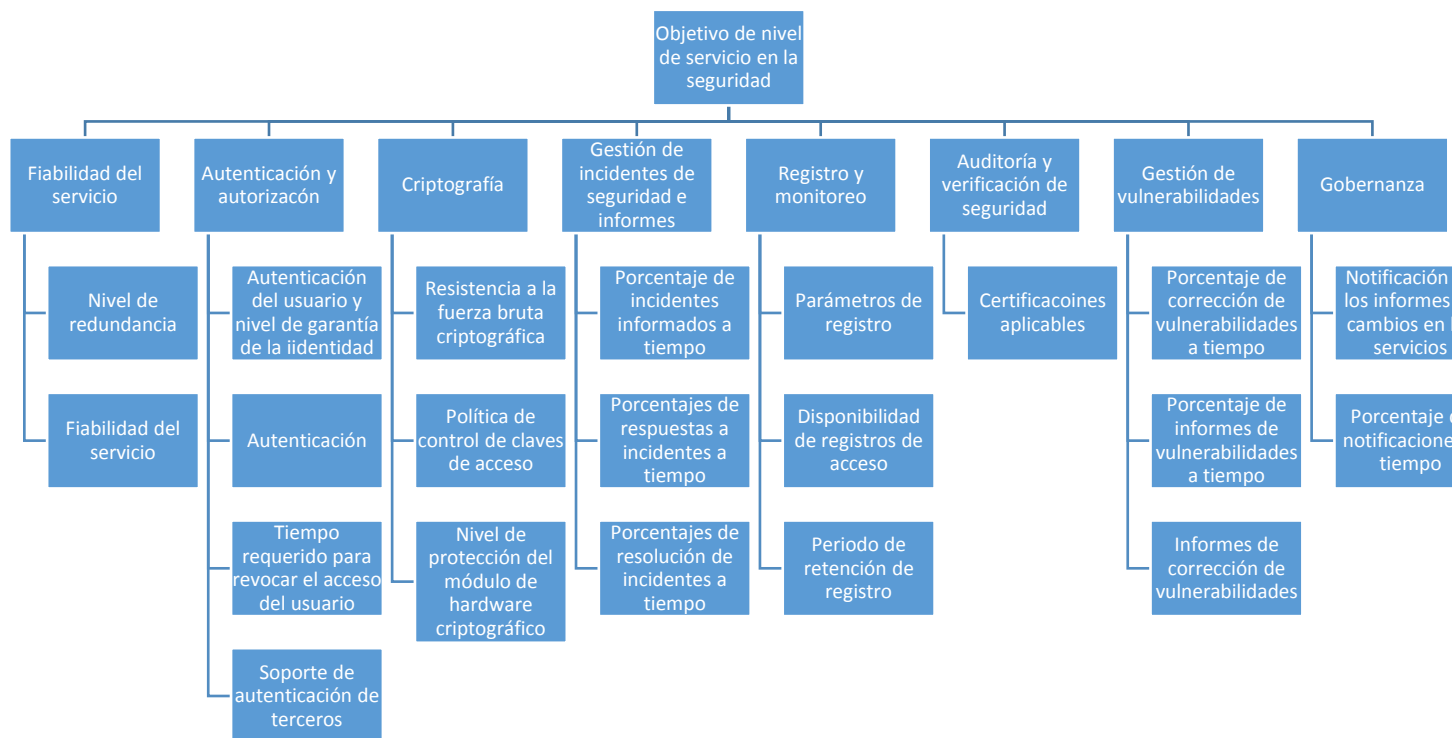 Objetivo de nivel
de servicio en la
seguridad
Fiabilidad del
servicio
Autenticación y
autorizacón
Criptografía
Gestión de
incidentes de
seguridad e
informes
Registro y
monitoreo
Auditoría y
verificación de
seguridad
Gestión de
vulnerabilidades
Gobernanza
Nivel de
redundancia
Fiabilidad del
servicio
Autenticación
del usuario y
nivel de garantía
de la iidentidad
Autenticación
Tiempo
requerido para
revocar el acceso
del usuario
Soporte de
autenticación de
terceros
Resistencia a la
fuerza bruta
criptográfica
Política de
control de claves
de acceso
Nivel de
protección del
módulo de
hardware
criptográfico
Porcentaje de
incidentes
informados a
tiempo
Porcentajes de
respuestas a
incidentes a
tiempo
Porcentajes de
resolución de
incidentes a
tiempo
Parámetros de
registro
Disponibilidad
de registros de
acceso
Periodo de
retención de
registro
Certificacoines
aplicables
Porcentaje de
corrección de
vulnerabilidades
a tiempo
Porcentaje de
informes de
vulnerabilidades
a tiempo
Informes de
corrección de
vulnerabilidades
Notificación
los informes
cambios en
servicios
Porcentaje
notificacione
tiempo